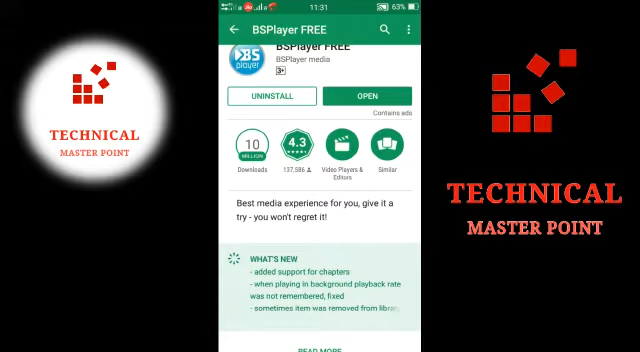 11:31
63%
BSPlayer FREE
BSPlayer FREE
BSPlayer media
3+
BS
player
UNINSTALL
OPEN
Contains ads
10
MILLION
4.3
Downloads
137,586
Video Players &
Editors
Similar
Best media experience for you, give it a
try - you won't regret it!
WHAT'S NEW
- added support for chapters
- when playing in background playback rate
was not remembered, fixed
- sometimes item was removed from library
READ MORE
TECHNICAL
MASTER POINT
TECHNICAL
MASTER POINT